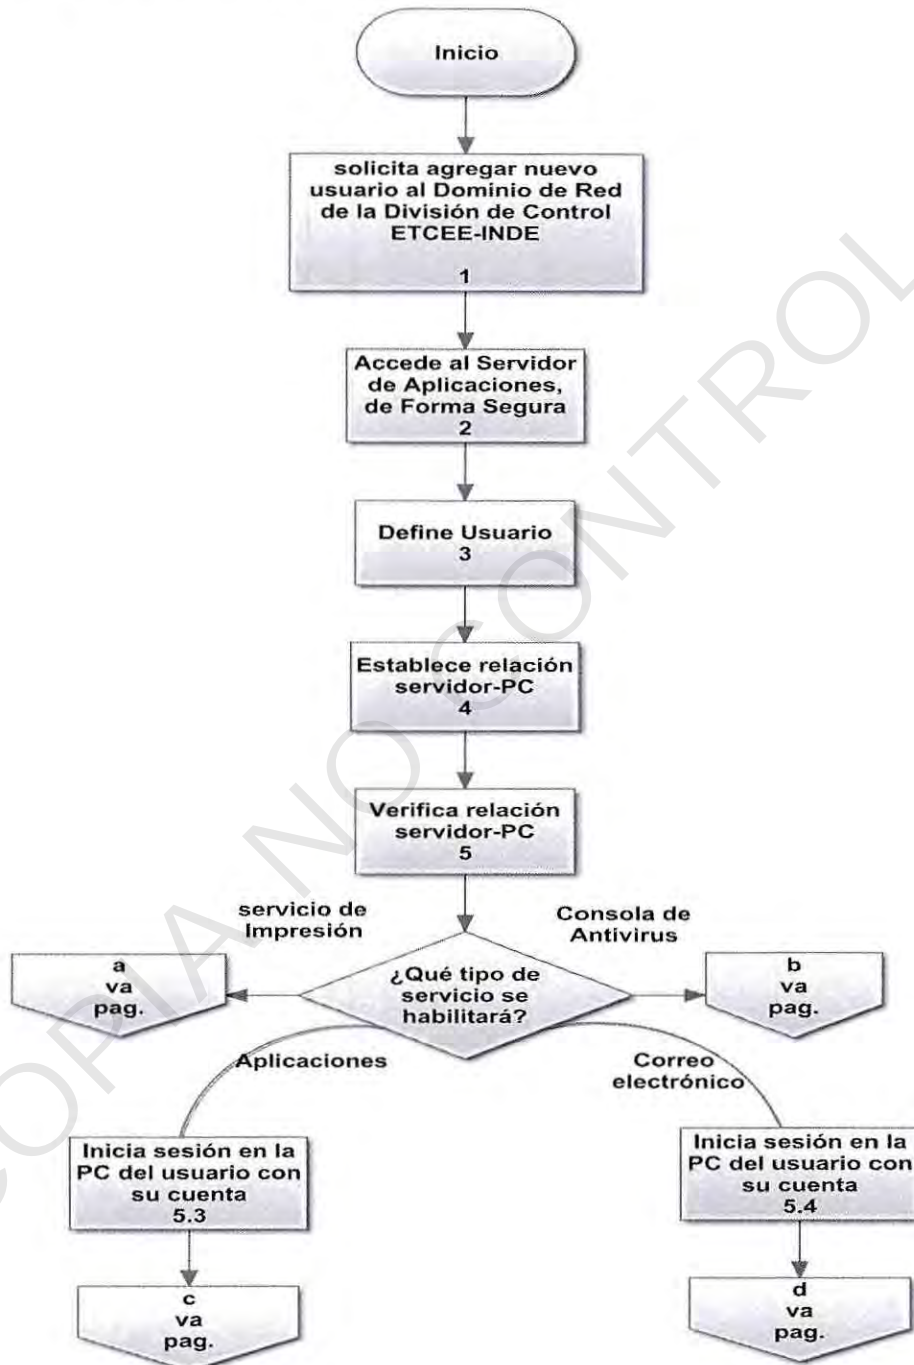 Inicio
solicita agregar nuevo
usuario al Dominio de Red
de la División de Control
ETCEE-INDE
1
Accede al Servidor
de Aplicaciones,
de Forma Segura
2
Define Usuario
3
Establece relación
servidor-PC
4
Verifica relación
servidor-PC
5
servicio de
Impresión
Consola de
Antivirus
a
va
pag.
¿Qué tipo de
servicio se
habilitará?
b
va
pag.
Aplicaciones
Correo
electrónico
Inicia sesión en la
PC del usuario con
su cuenta
5.3
Inicia sesión en la
PC del usuario con
su cuenta
5.4
c
va
pag.
d
va
pag.
COPIA NO CONTROL